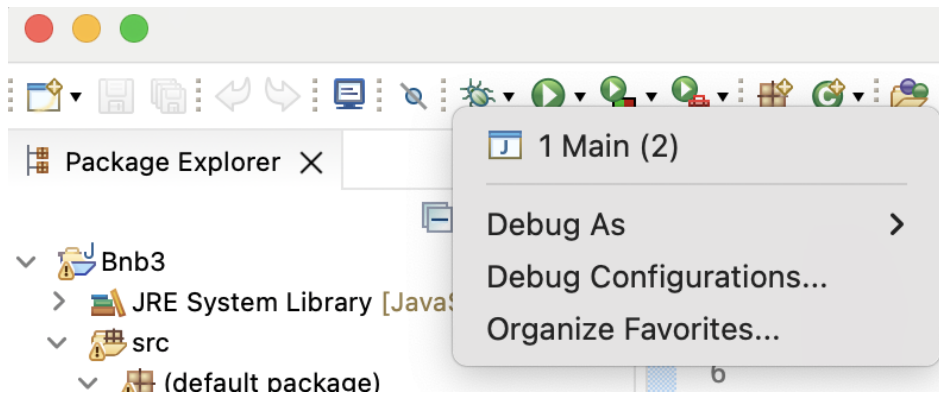 Package Explorer
1 Main (2)
Debug As
Debug Configurations...
Organize Favorites...
Bnb3
JRE System Library [Java
src
(default package)
6